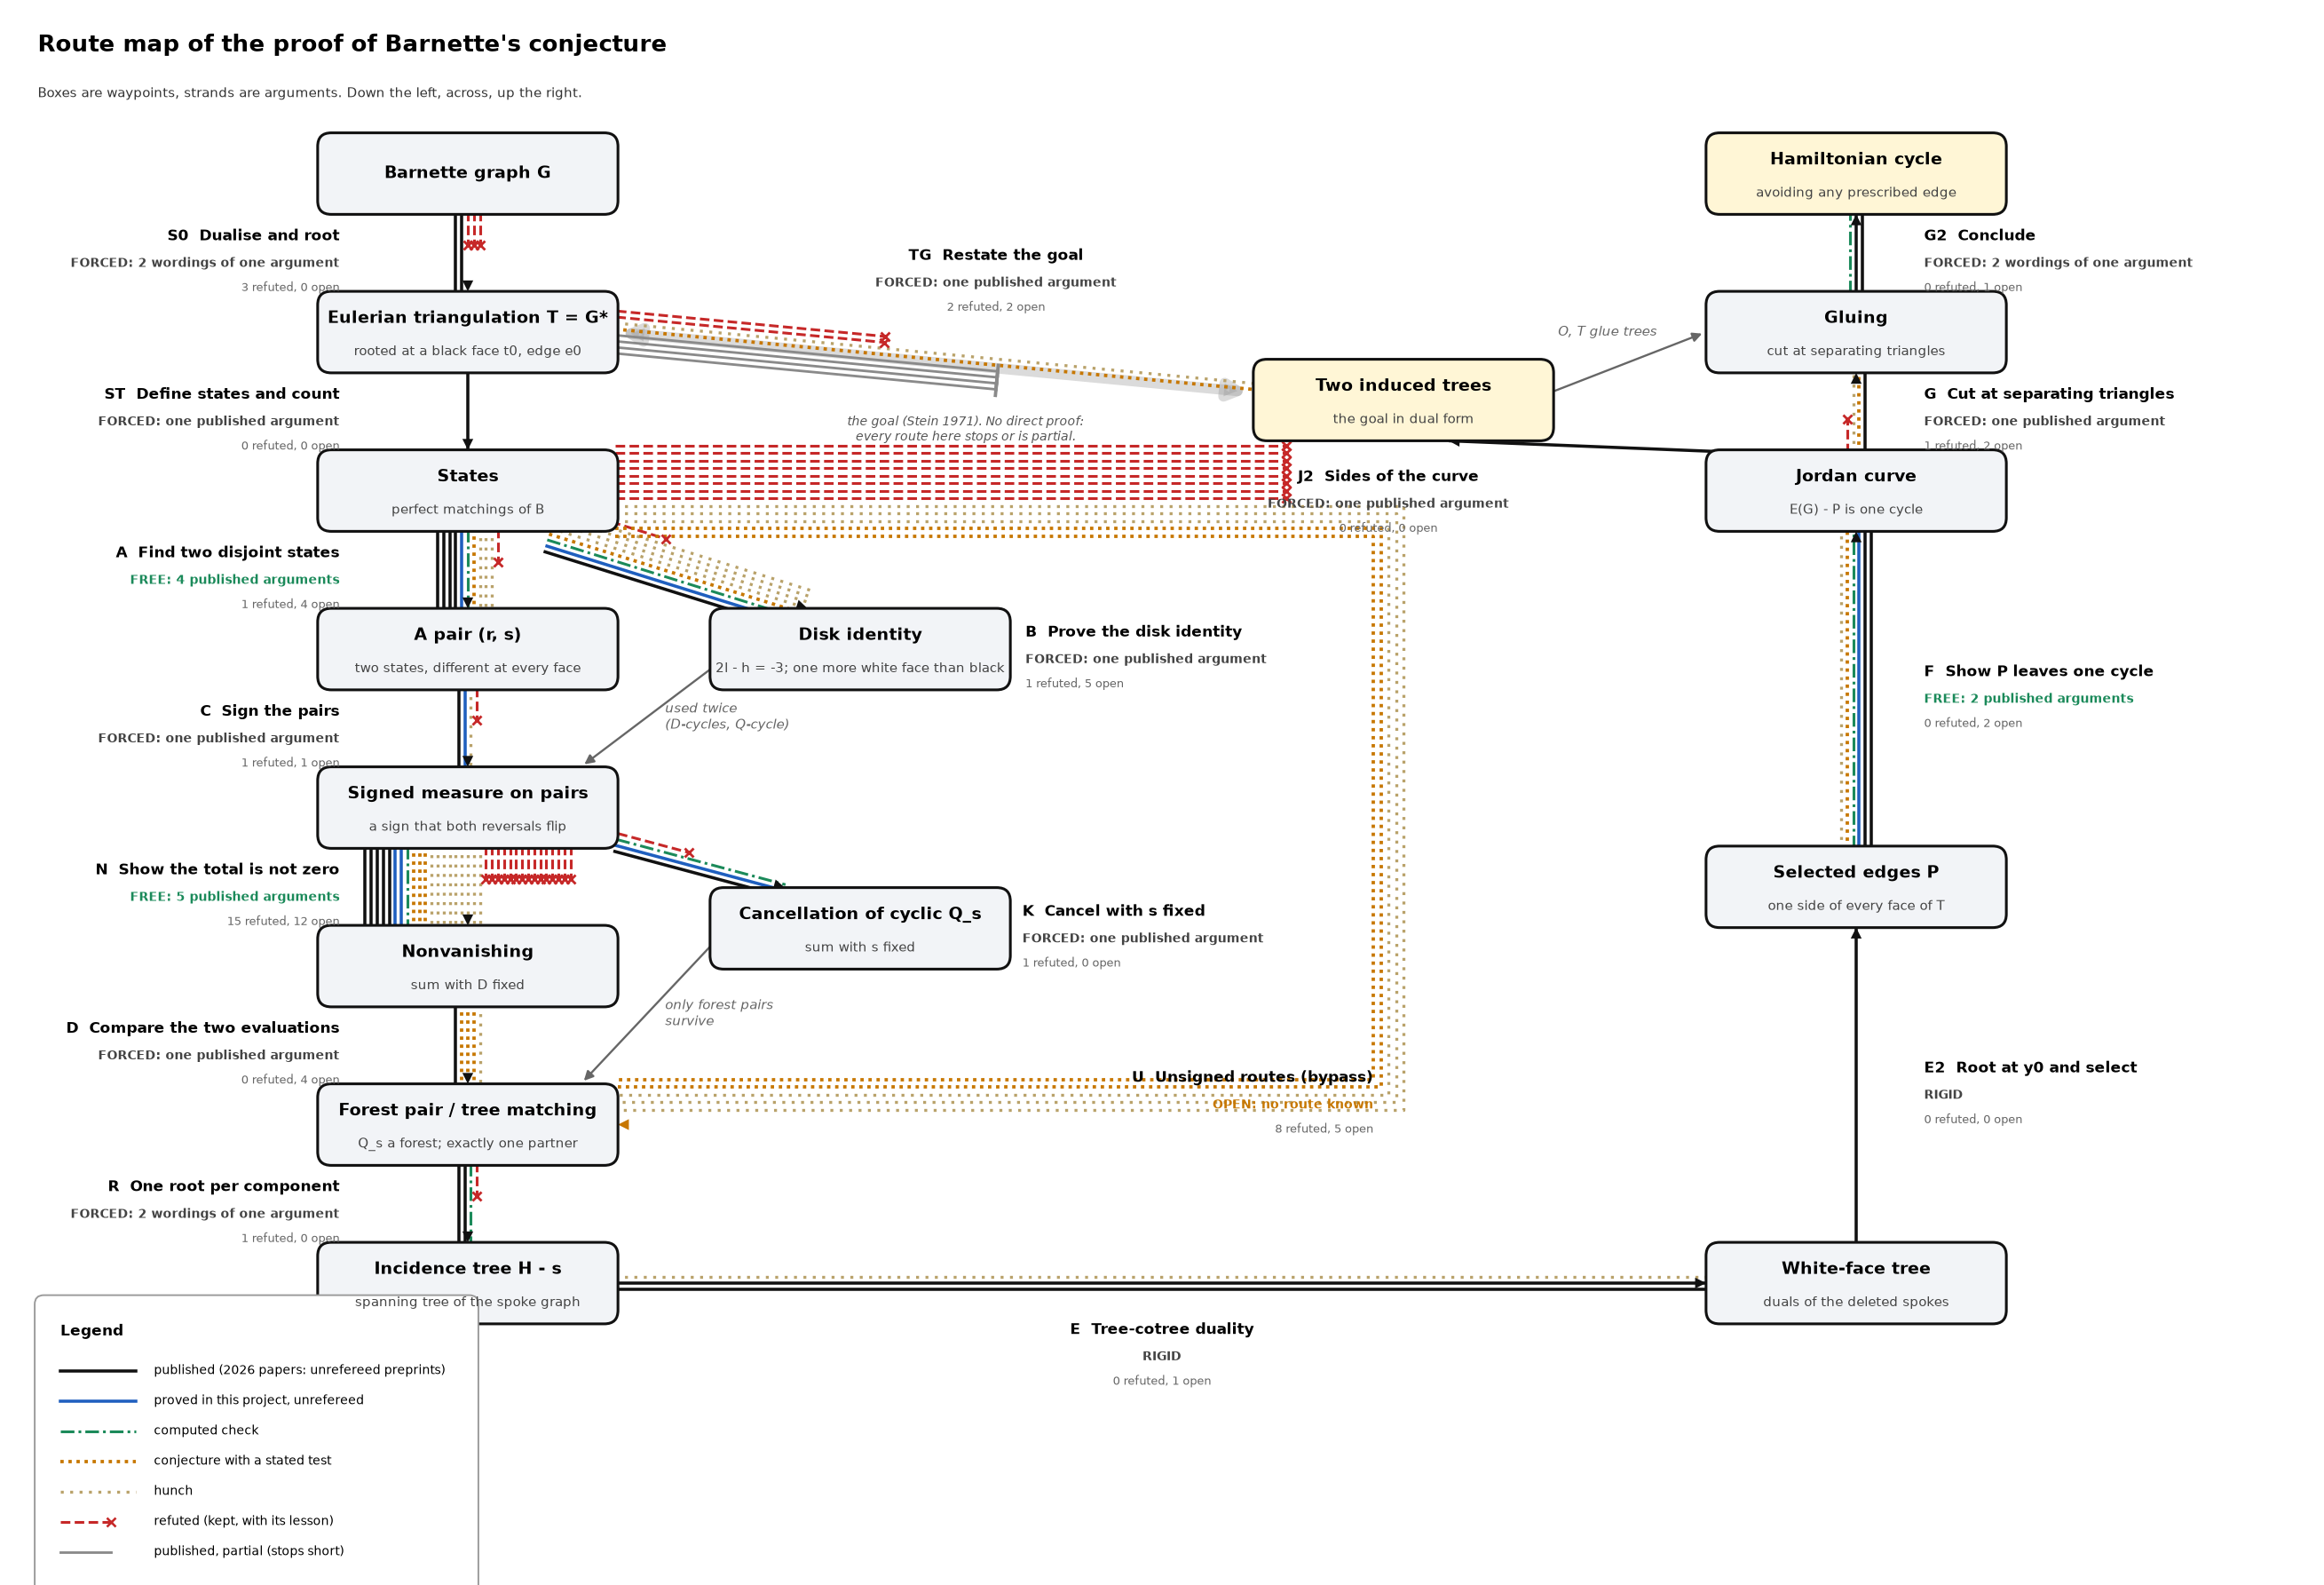 Route map of the proof of Barnette's conjecture
Boxes are waypoints, strands are arguments. Down the left, across, up the right.
Barnette graph G
S0 Dualise and root
FORCED: 2 wordings of one argument
3 refuted, 0 open
Eulerian triangulation T = G*
rooted at a black face t0, edge e0
ST Define states and count
FORCED: one published argument
0 refuted, 0 open
States
perfect matchings of B
A Find two disjoint states
FREE: 4 published arguments
1 refuted, 4 open
A pair (r, s)
two states, different at every face
C Sign the pairs
FORCED: one published argument
1 refuted, 1 open
Signed measure on pairs
a sign that both reversals flip
N Show the total is not zero
FREE: 5 published arguments
15 refuted, 12 open
Nonvanishing
sum with D fixed
D Compare the two evaluations
FORCED: one published argument
0 refuted, 4 open
Forest pair / tree matching
Q_s a forest; exactly one partner
R One root per component
FORCED: 2 wordings of one argument
1 refuted, 0 open
Incidence tree H - s
spanning tree of the spoke graph
TG Restate the goal
FORCED: one published argument
2 refuted, 2 open
the goal (Stein 1971). No direct proof:
every route here stops or is partial.
Two induced trees
the goal in dual form
O, T glue trees
J2 Sides of the curve
FORCED: one published argument
0 refuted, 0 open
Disk identity
2I - h = -3; one more white face than black
B Prove the disk identity
FORCED: one published argument
1 refuted, 5 open
used twice
(D-cycles, Q-cycle)
Cancellation of cyclic Q_s
sum with s fixed
K Cancel with s fixed
FORCED: one published argument
1 refuted, 0 open
only forest pairs
survive
U Unsigned routes (bypass)
OPEN: no route known
8 refuted, 5 open
E Tree-cotree duality
RIGID
0 refuted, 1 open
Hamiltonian cycle
avoiding any prescribed edge
G2 Conclude
FORCED: 2 wordings of one argument
0 refuted, 1 open
Gluing
cut at separating triangles
G Cut at separating triangles
FORCED: one published argument
1 refuted, 2 open
Jordan curve
E(G) - P is one cycle
F Show P leaves one cycle
FREE: 2 published arguments
0 refuted, 2 open
Selected edges P
one side of every face of T
E2 Root at y0 and select
RIGID
0 refuted, 0 open
White-face tree
duals of the deleted spokes
Legend
published (2026 papers: unrefereed preprints)
proved in this project, unrefereed
computed check
conjecture with a stated test
hunch
refuted (kept, with its lesson)
published, partial (stops short)